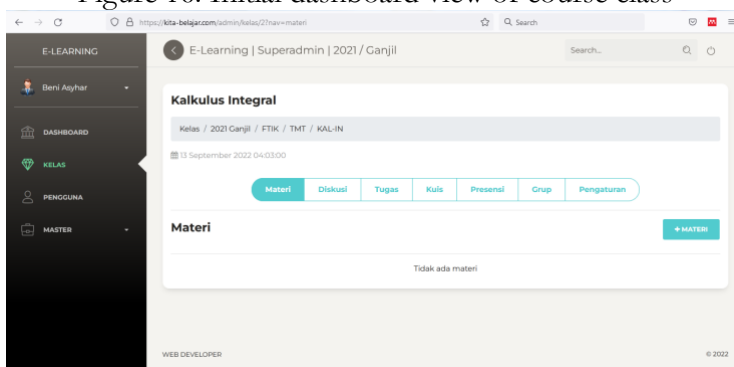 Figure 10. Initial dashboard view of course class
https://kita-belajar.com/admin/kelas/2?nav=materi
Search
E-LEARNING
E-Learning | Superadmin | 2021 / Ganjil
Search...
Beni Asyhar
Kalkulus Integral
DASHBOARD
Kelas / 2021 Ganjil / FTIK / TMT / KAL-IN
13 September 2022 04:03:00
KELAS
Materi Diskusi Tugas Kuis Presensi Grup Pengaturan
PENGGUNA
MASTER
Materi
+ MATERI
Tidak ada materi
WEB DEVELOPER
© 2022